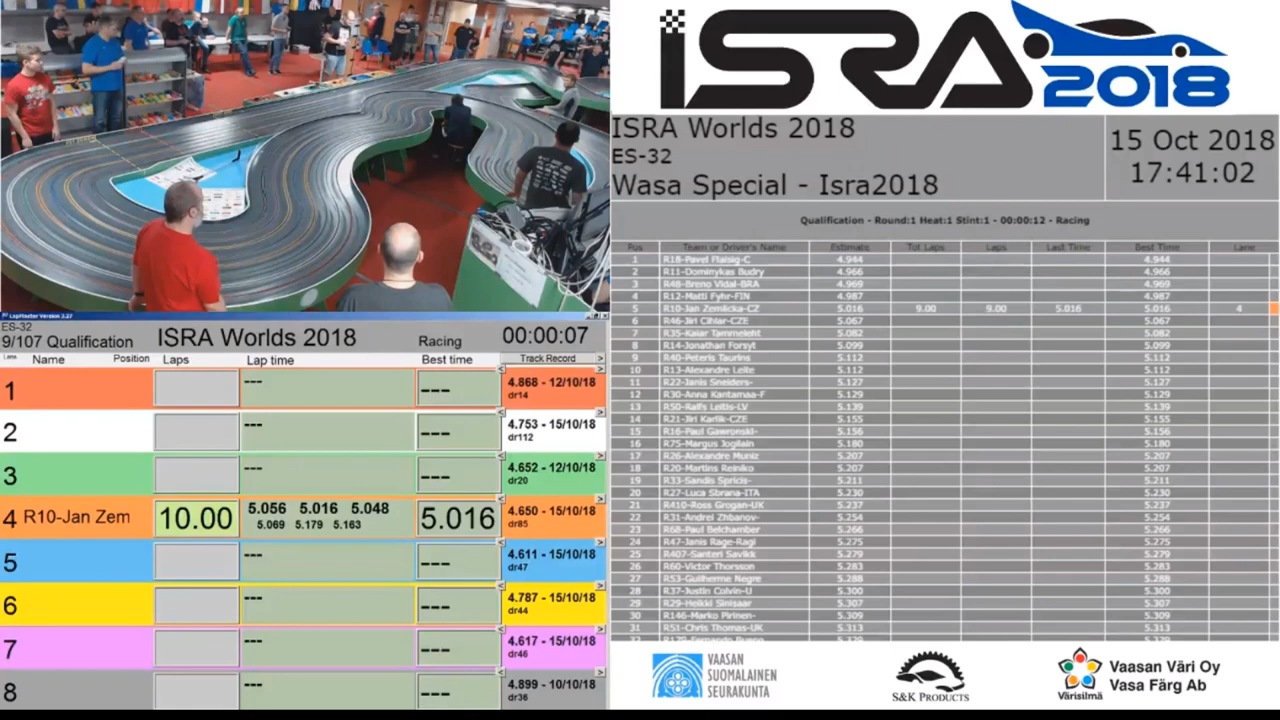 ISRA
2018
ISRA Worlds 2018
ES-32
Wasa Special - Isra2018
15 Oct 2018
17:41:02
Qualification - Round:1 Heat:1 Stint:1 - 00:00:12 - Racing
Pos Team or Driver's Name Estimate Tot Laps Laps Last Time Best Time Lane
1 R18-Pavel Flaisig-C 4.944 4.944
2 R11-Dominykas Budry 4.966 4.966
3 R48-Breno Vidal-BRA 4.969 4.969
4 R12-Matti Fyhr-FIN 4.987 4.987
5 R10-Jan Zemlicka-CZ 5.016 9.00 9.00 5.016 5.016 4
6 R46-Jiri Cihlar-CZE 5.067 5.067
7 R35-Kaiar Tammeleht 5.082 5.082
8 R14-Jonathan Forsyt 5.099 5.099
9 R40-Peteris Taurins 5.112 5.112
10 R13-Alexandre Leite 5.112 5.112
11 R22-Janis Sneiders- 5.127 5.127
12 R30-Anna Kantamaa-F 5.129 5.129
13 R50-Ralfs Leitis-LV 5.139 5.139
14 R21-Jiri Karlik-CZE 5.155 5.155
15 R16-Paul Gawronski- 5.156 5.156
16 R75-Margus Jogilain 5.180 5.180
17 R26-Alexandre Muniz 5.207 5.207
18 R20-Martins Reiniko 5.207 5.207
19 R33-Sandis Spricis- 5.211 5.211
20 R27-Luca Sbrana-ITA 5.230 5.230
21 R410-Ross Grogan-UK 5.237 5.237
22 R31-Andrei Zhbanov- 5.254 5.254
23 R68-Paul Belchamber 5.266 5.266
24 R47-Janis Rage-Ragi 5.275 5.275
25 R407-Santeri Savikk 5.279 5.279
26 R60-Victor Thorsson 5.283 5.283
27 R53-Guilherme Negre 5.288 5.288
28 R37-Justin Colvin-U 5.300 5.300
29 R29-Heikki Sinisaar 5.307 5.307
30 R146-Marko Pirinen- 5.309 5.309
31 R51-Chris Thomas-UK 5.313 5.313
32 R179-Fernando Bueno 5.329 5.329
LapMaster Version 3.27
ES-32
9/'07 Qualification ISRA Worlds 2018 Racing 00:00:07
Lane Name Position Laps Lap time Best time Track Record
1 --- --- 4.868 - 12/10/18
dr14
2 --- --- 4.753 - 15/10/18
dr112
3 --- --- 4.652 - 12/10/18
dr20
4 R10-Jan Zem 10.00 5.056 5.016 5.048 5.016 4.650 - 15/10/18
5.069 5.179 5.163 dr85
5 --- --- 4.611 - 15/10/18
dr47
6 --- --- 4.787 - 15/10/18
dr44
7 --- --- 4.617 - 15/10/18
dr46
8 --- --- 4.899 - 10/10/18
dr36
VAASAN
SUOMALAINEN
SEURAKUNTA
S&K PRODUCTS
Värisilmä
Vaasan Väri Oy
Vasa Färg Ab